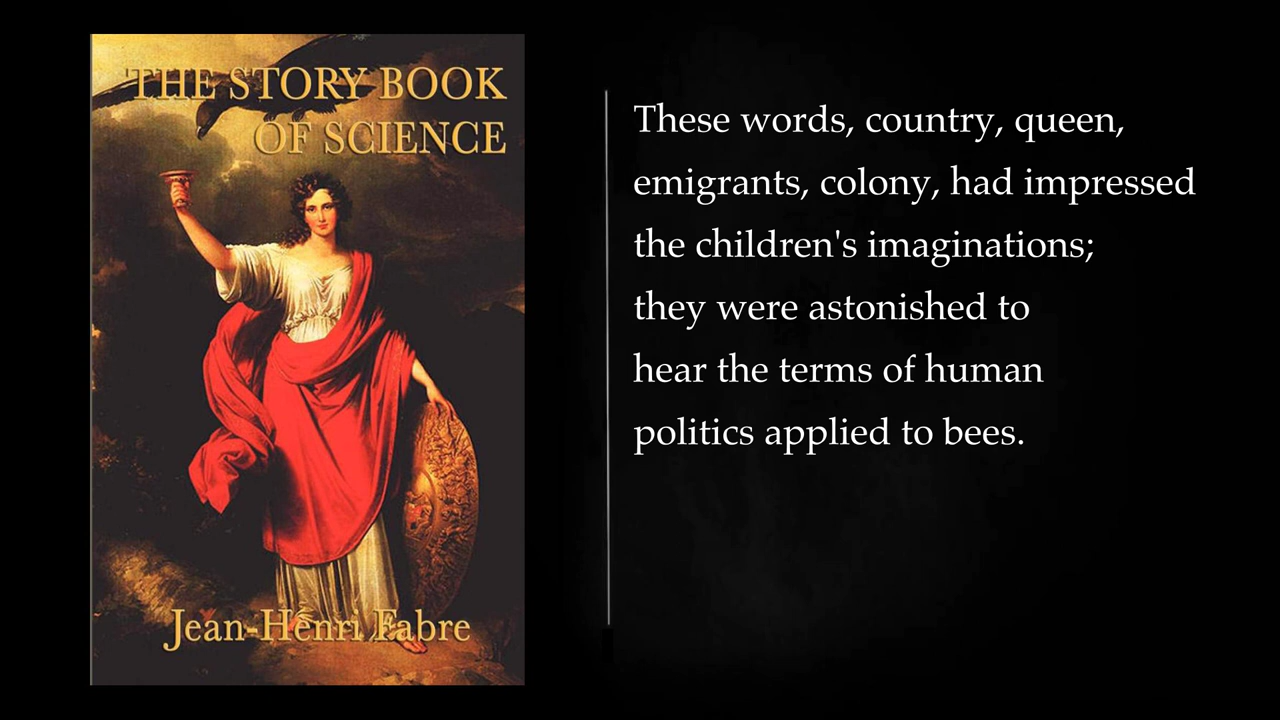 THE STORY BOOK
OF SCIENCE
Jean-Henri Fabre
These words, country, queen,
emigrants, colony, had impressed
the children's imaginations;
they were astonished to
hear the terms of human
politics applied to bees.